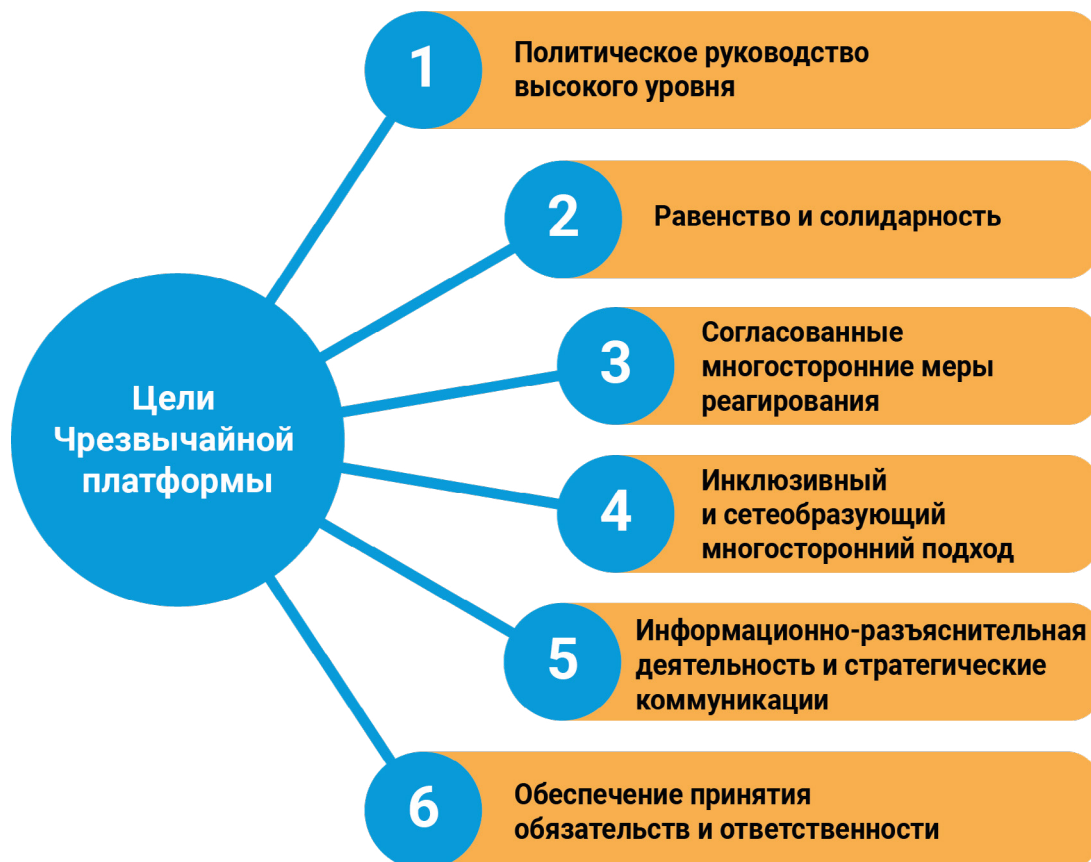 1
Политическое руководство
высокого уровня
2
Равенство и солидарность
3
Согласованные
многосторонние меры
реагирования
Цели
Чрезвычайной
платформы
4
Инклюзивный
и сетеобразующий
многосторонний подход
5
Информационно-разъяснительная
деятельность и стратегические
коммуникации
6
Обеспечение принятия
обязательств и ответственности